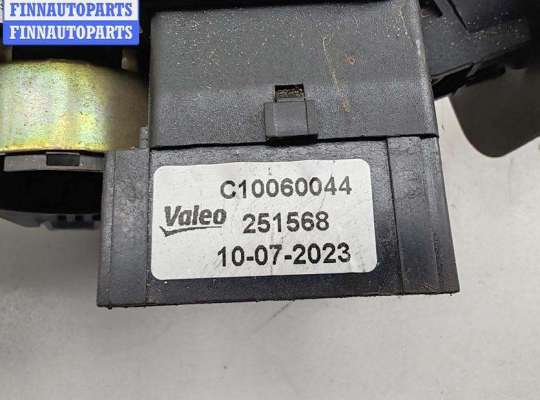 FINNAUTOPARTS
FINNAUTOPARTS
C10060044
Valeo 251568
10-07-2023